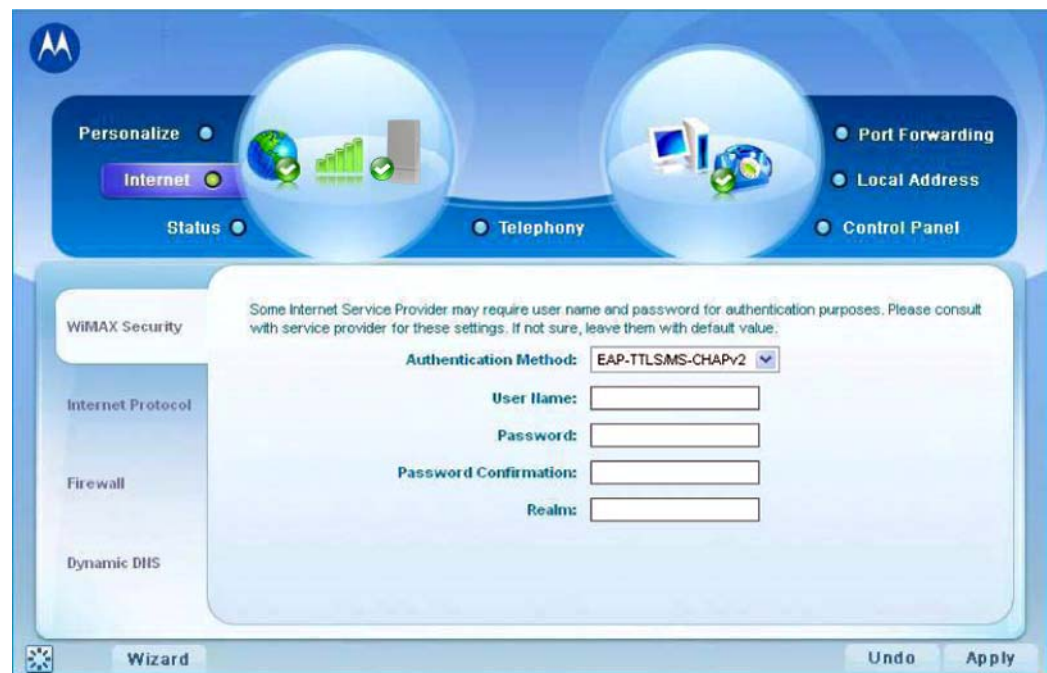 Personalize
Internet
Status
Telephony
Port Forwarding
Local Address
Control Panel
WiMAX Security
Internet Protocol
Firewall
Dynamic DNS
Some Internet Service Provider may require user name and password for authentication purposes. Please consult
with service provider for these settings. If not sure, leave them with default value.
Authentication Method: EAP-TTLS/MS-CHAPv2
User Name:
Password:
Password Confirmation:
Realm:
Wizard
Undo
Apply